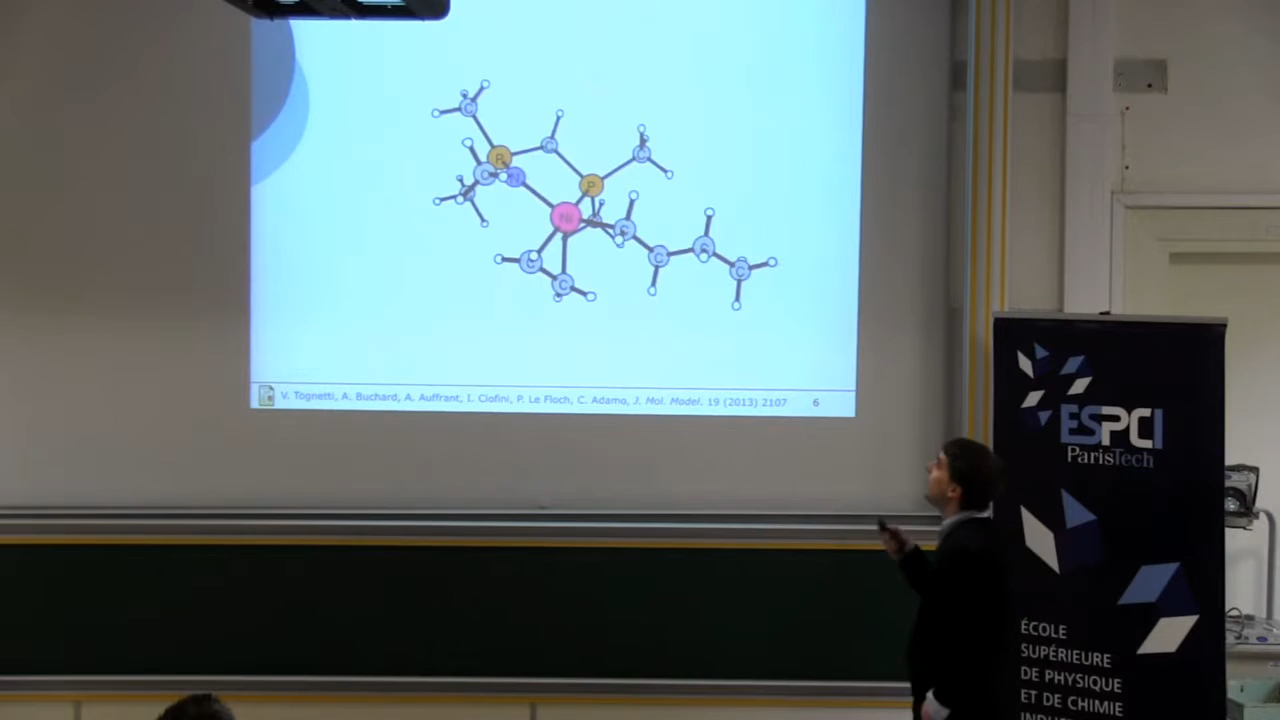 C
P
C
C
P
C
N
Ni
C
C
C
C
C
C
V. Tognetti, A. Buchard, A. Auffrant, I. Ciofini, P. Le Floch, C. Adamo, J. Mol. Model. 19 (2013) 2107 6
ESPCI
ParisTech
ÉCOLE
SUPÉRIEURE
DE PHYSIQUE
ET DE CHIMIE